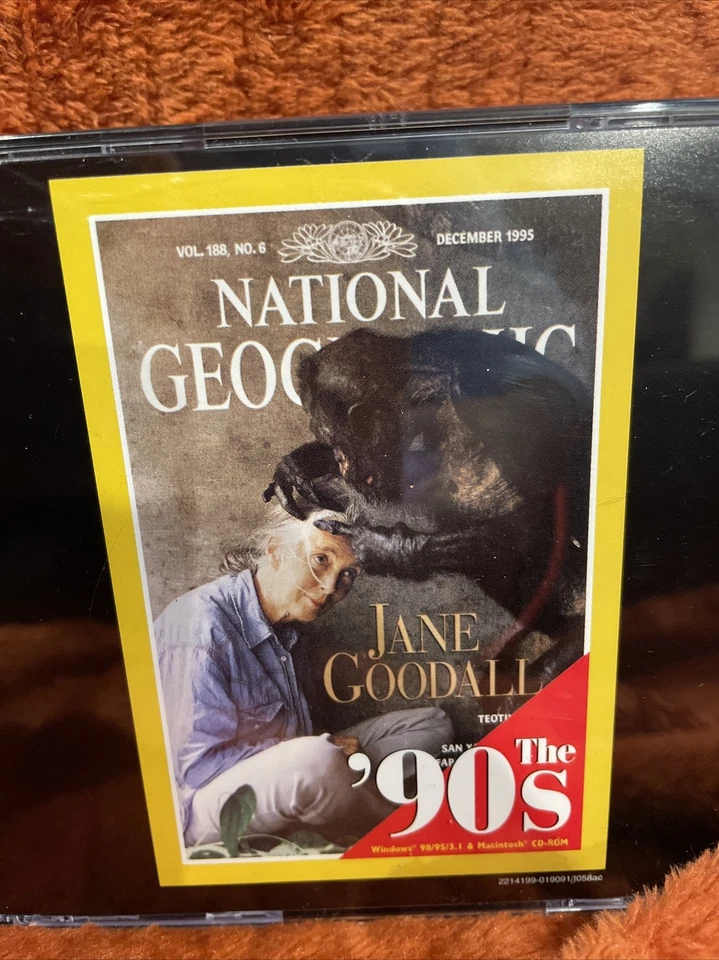 VOL. 188, NO. 6
DECEMBER 1995
NATIONAL
JANE
GOODALL
The
'90s
Windows® 98/95/3.1 & Macintosh® CD-ROM
2214199-019091/J058ac